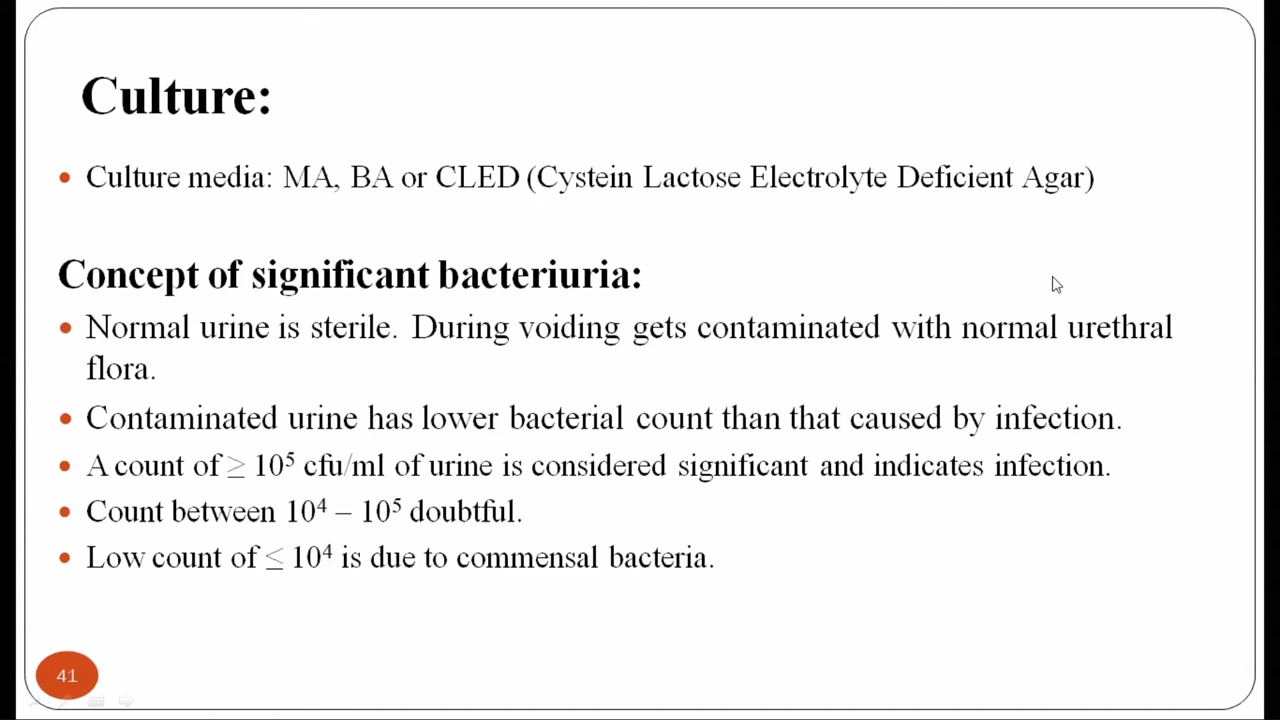 Culture:
• Culture media: MA, BA or CLED (Cystein Lactose Electrolyte Deficient Agar)
Concept of significant bacteriuria:
• Normal urine is sterile. During voiding gets contaminated with normal urethral
flora.
• Contaminated urine has lower bacterial count than that caused by infection.
• A count of ≥ 10⁵ cfu/ml of urine is considered significant and indicates infection.
• Count between 10⁴ – 10⁵ doubtful.
• Low count of ≤ 10⁴ is due to commensal bacteria.
41